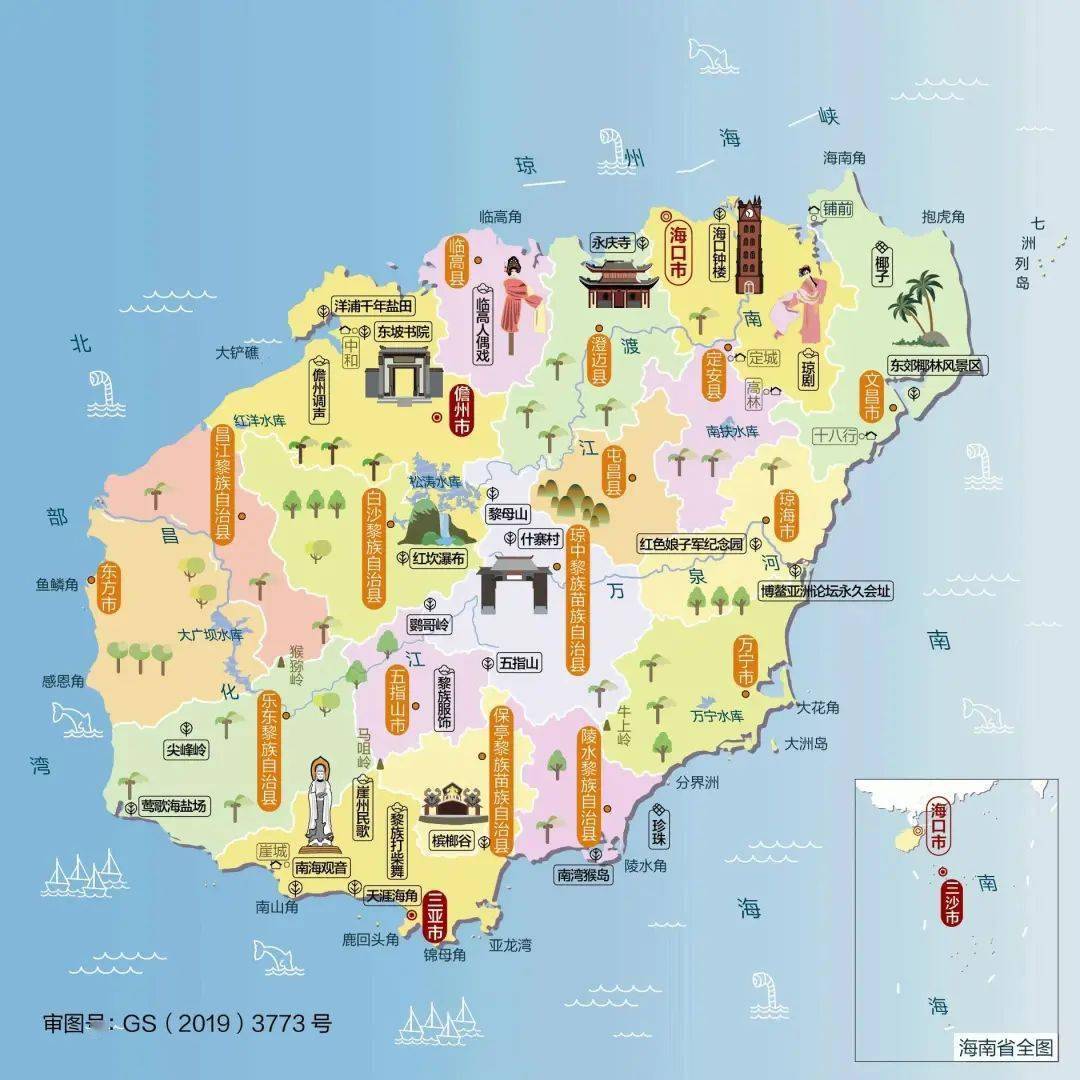 琼州海峡
海南角
铺前
抱虎角
七洲列岛
临高角
临高县
临高人偶戏
永庆寺
海口市
海口钟楼
椰子
洋浦千年盐田
东坡书院
中和
大铲礁
儋州调声
儋州市
澄迈县
南渡江
定安县
定城
高林
琼剧
东郊椰林风景区
文昌市
十八行
北部湾
红洋水库
昌江黎族自治县
松涛水库
白沙黎族自治县
红坎瀑布
黎母山
什寨村
屯昌县
南扶水库
琼海市
红色娘子军纪念园
博鳌亚洲论坛永久会址
琼中黎族苗族自治县
万泉河
昌化江
东方市
鱼鳞角
大广坝水库
猴猕岭
感恩角
鹦哥岭
五指山
五指山市
黎族服饰
万宁市
万宁水库
大花角
大洲岛
牛上岭
分界洲
乐东黎族自治县
尖峰岭
莺歌海盐场
马咀岭
保亭黎族苗族自治县
陵水黎族自治县
珍珠
陵水角
南湾猴岛
崖州民歌
黎族打柴舞
槟榔谷
崖城
南海观音
天涯海角
三亚市
南山角
鹿回头角
锦母角
亚龙湾
南海
海口市
三沙市
南海
海南省全图
审图号：GS（2019）3773号